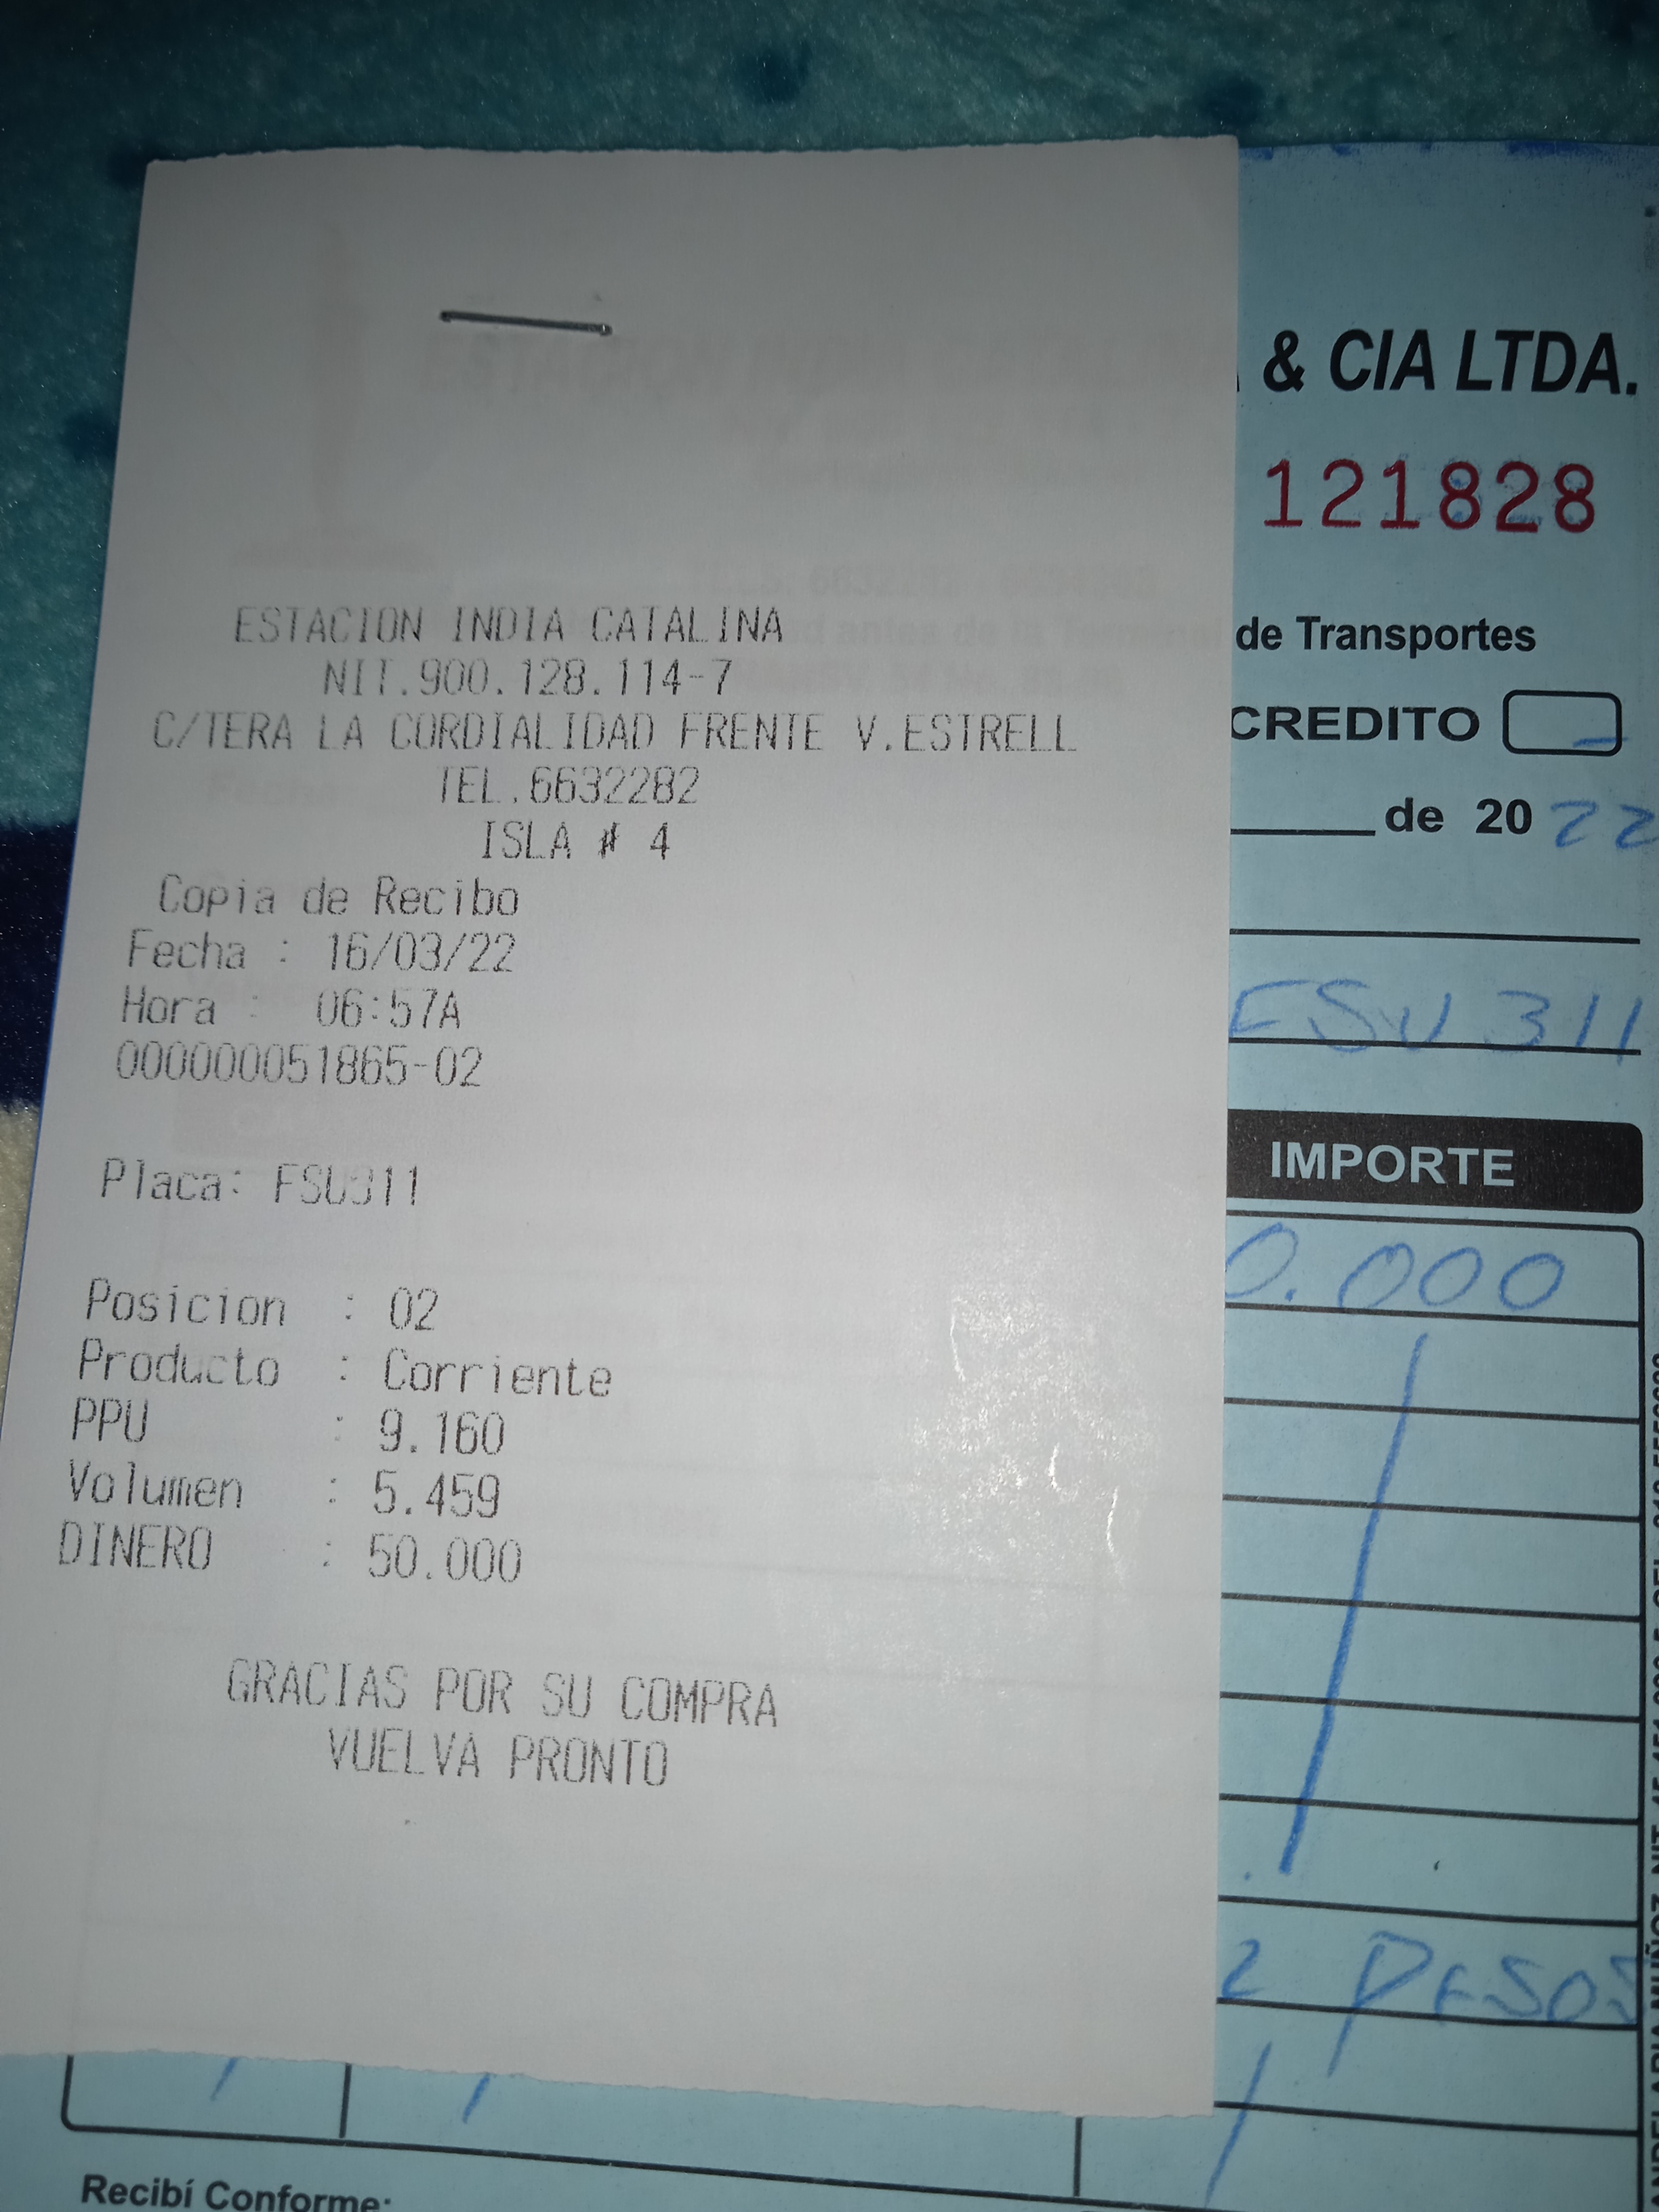 ESTACION INDIA CATALINA
NIT.900.128.114-7
C/TERA LA CORDIALIDAD FRENTE V.ESTRELL
TEL.6632282
ISLA # 4
Copia de Recibo
Fecha : 16/03/22
Hora : 06:57A
000000051865-02
Placa: FSU311
Posicion : 02
Producto : Corriente
PPU : 9.160
Volumen : 5.459
DINERO : 50.000
GRACIAS POR SU COMPRA
VUELVA PRONTO
& CIA LTDA.
121828
de Transportes
CREDITO
de 2022
FSU 311
IMPORTE
0.000
PESOS
Recibí Conforme: